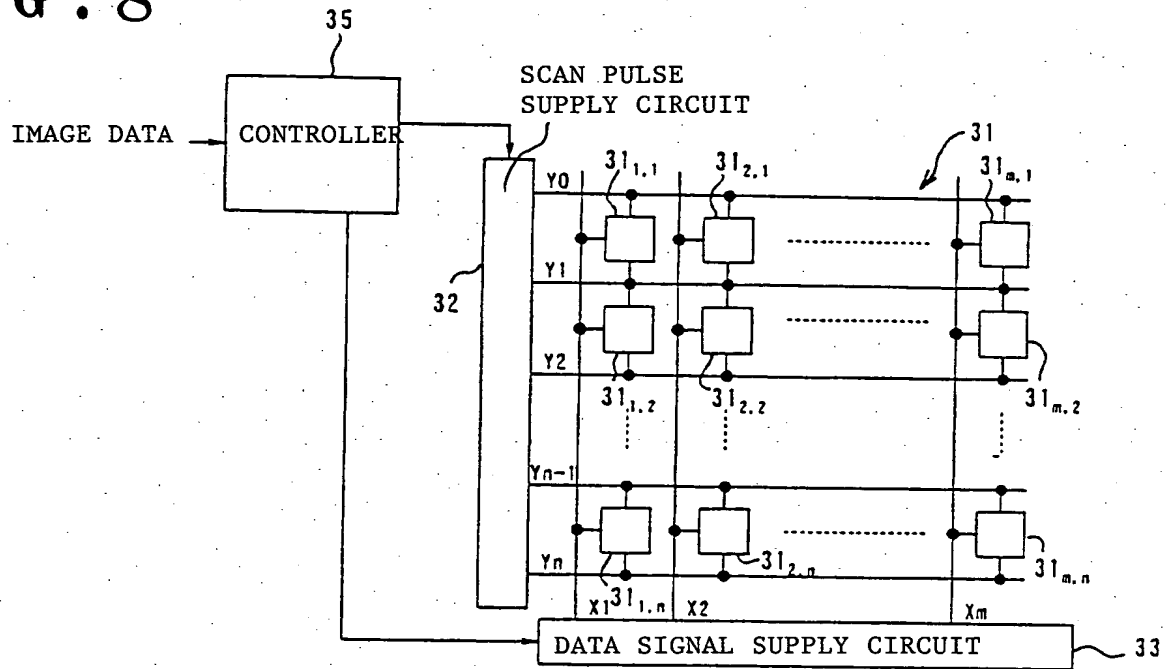 G.8
35
SCAN PULSE
SUPPLY CIRCUIT
IMAGE DATA
CONTROLLER
31
31₁,₁
31₂,₁
31ₘ,₁
Y0
32
Y1
Y2
31₁,₂
31₂,₂
31ₘ,₂
Yn-1
Yn
31₁.ₙ
31₂.ₙ
31ₘ,ₙ
X1
X2
Xm
DATA SIGNAL SUPPLY CIRCUIT
33